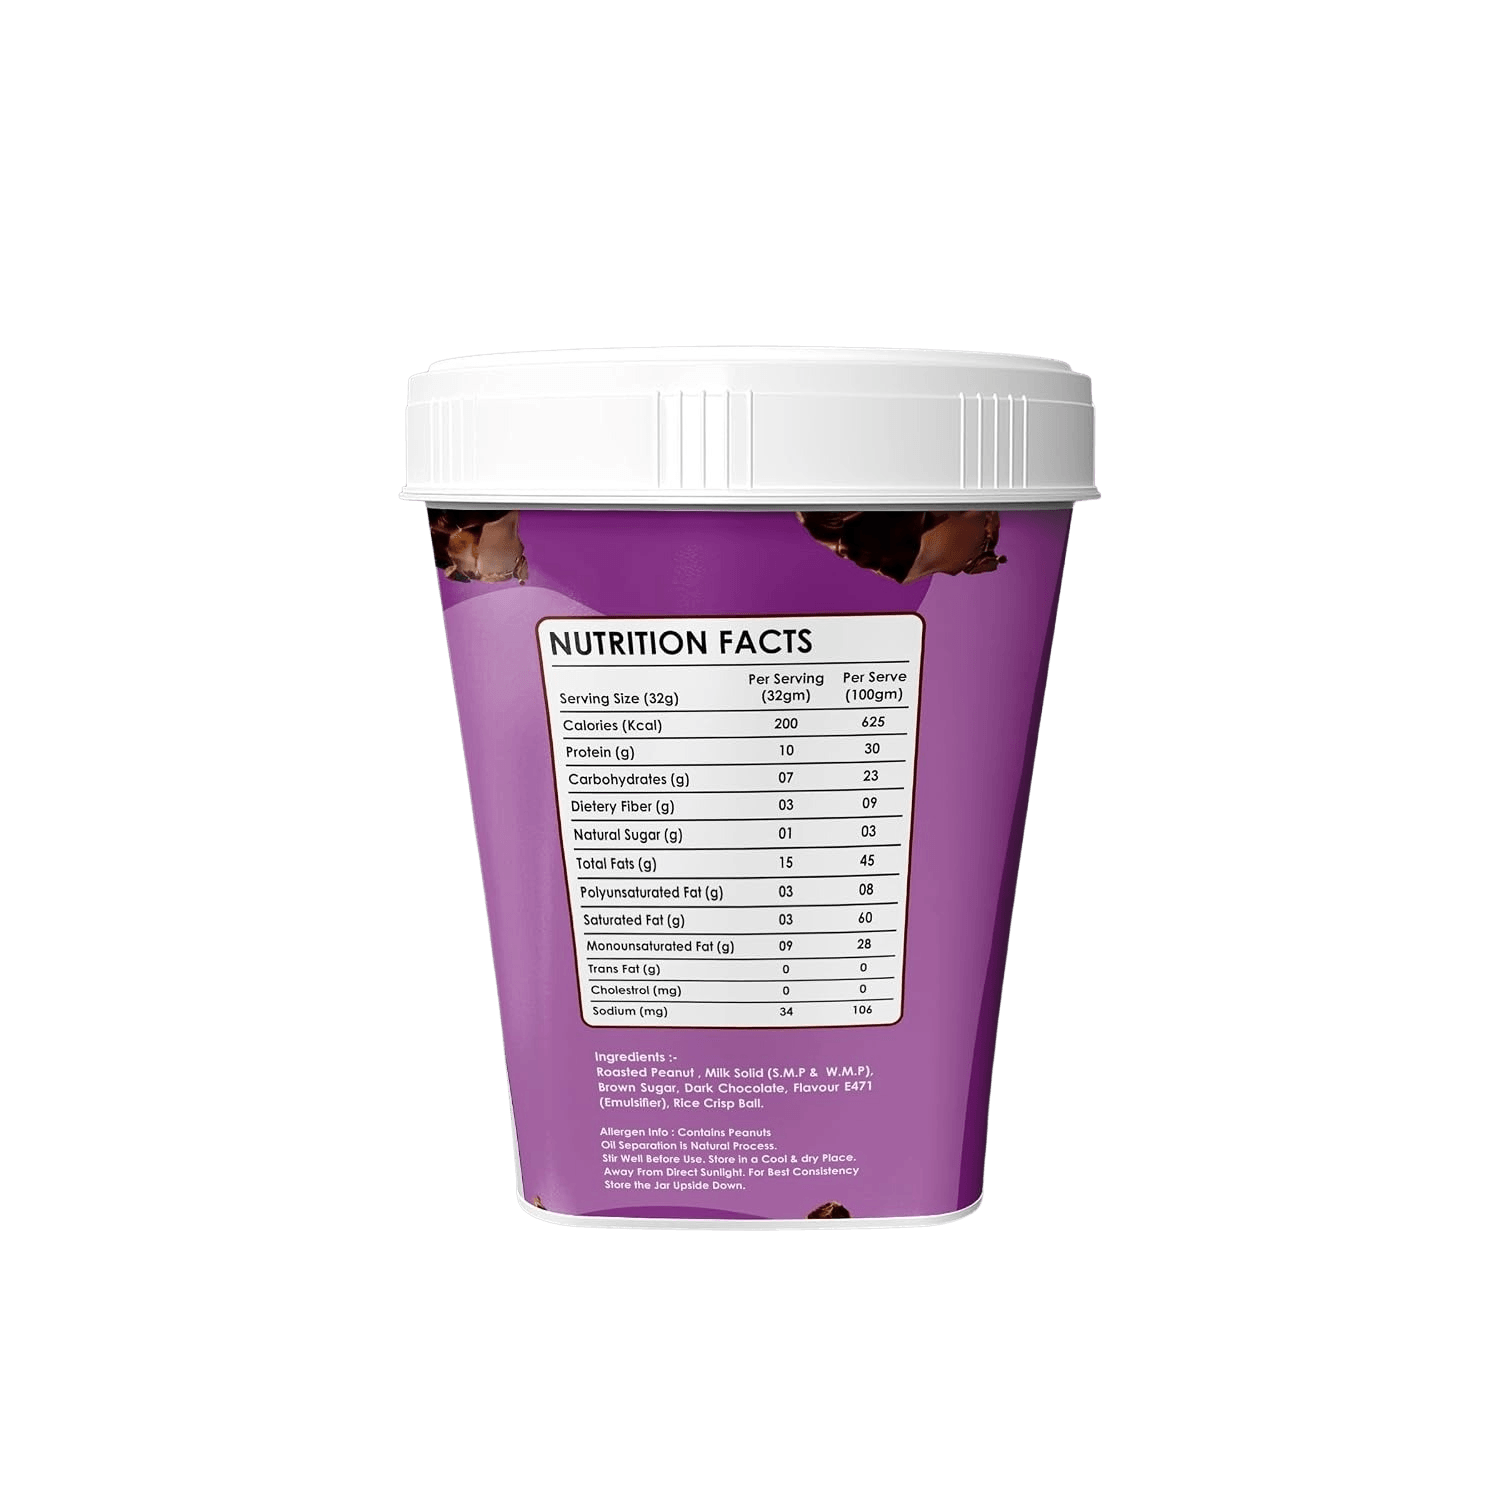 NUTRITION FACTS
Serving Size (32g) Per Serving (32gm) Per Serve (100gm)
Calories (Kcal) 200 625
Protein (g) 10 30
Carbohydrates (g) 07 23
Dietery Fiber (g) 03 09
Natural Sugar (g) 01 03
Total Fats (g) 15 45
Polyunsaturated Fat (g) 03 08
Saturated Fat (g) 03 60
Monounsaturated Fat (g) 09 28
Trans Fat (g) 0 0
Cholestrol (mg) 0 0
Sodium (mg) 34 106
Ingredients :-
Roasted Peanut , Milk Solid (S.M.P & W.M.P),
Brown Sugar, Dark Chocolate, Flavour E471
(Emulsifier), Rice Crisp Ball.
Allergen Info : Contains Peanuts
Oil Separation is Natural Process.
Stir Well Before Use. Store in a Cool & dry Place.
Away From Direct Sunlight. For Best Consistency
Store the Jar Upside Down.